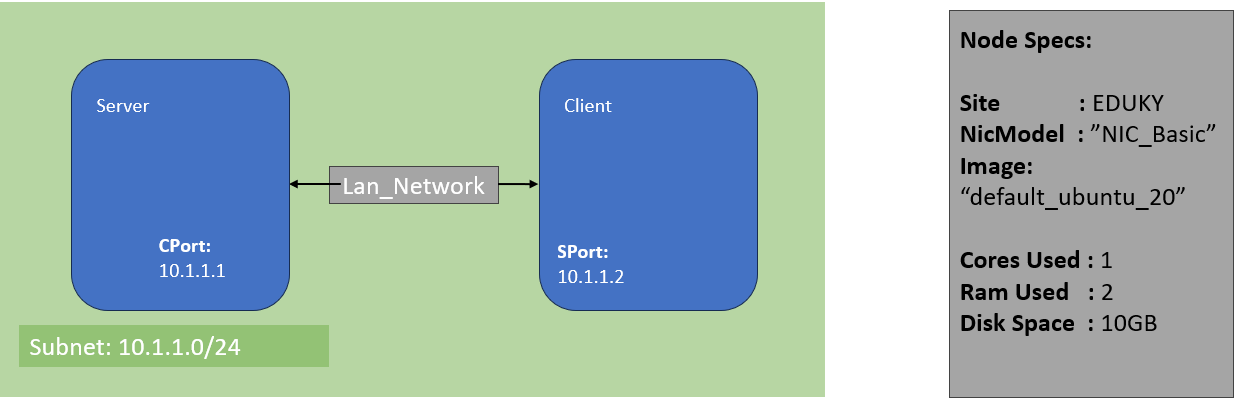 Server
Client
Lan_Network
CPort:
10.1.1.1
SPort:
10.1.1.2
Subnet: 10.1.1.0/24
Node Specs:
Site : EDUKY
NicModel : ”NIC_Basic”
Image:
“default_ubuntu_20”
Cores Used : 1
Ram Used : 2
Disk Space : 10GB